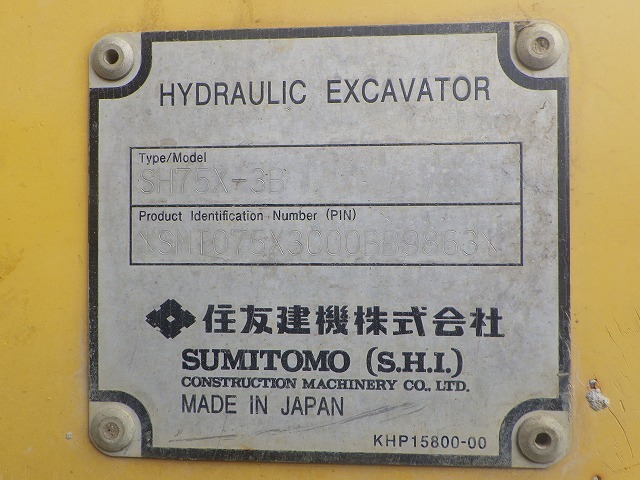 HYDRAULIC EXCAVATOR
Type/Model
SH75X-3B
Product Identification Number (PIN)
住友建機株式会社
SUMITOMO (S.H.I.)
CONSTRUCTION MACHINERY CO., LTD.
MADE IN JAPAN
KHP15800-00